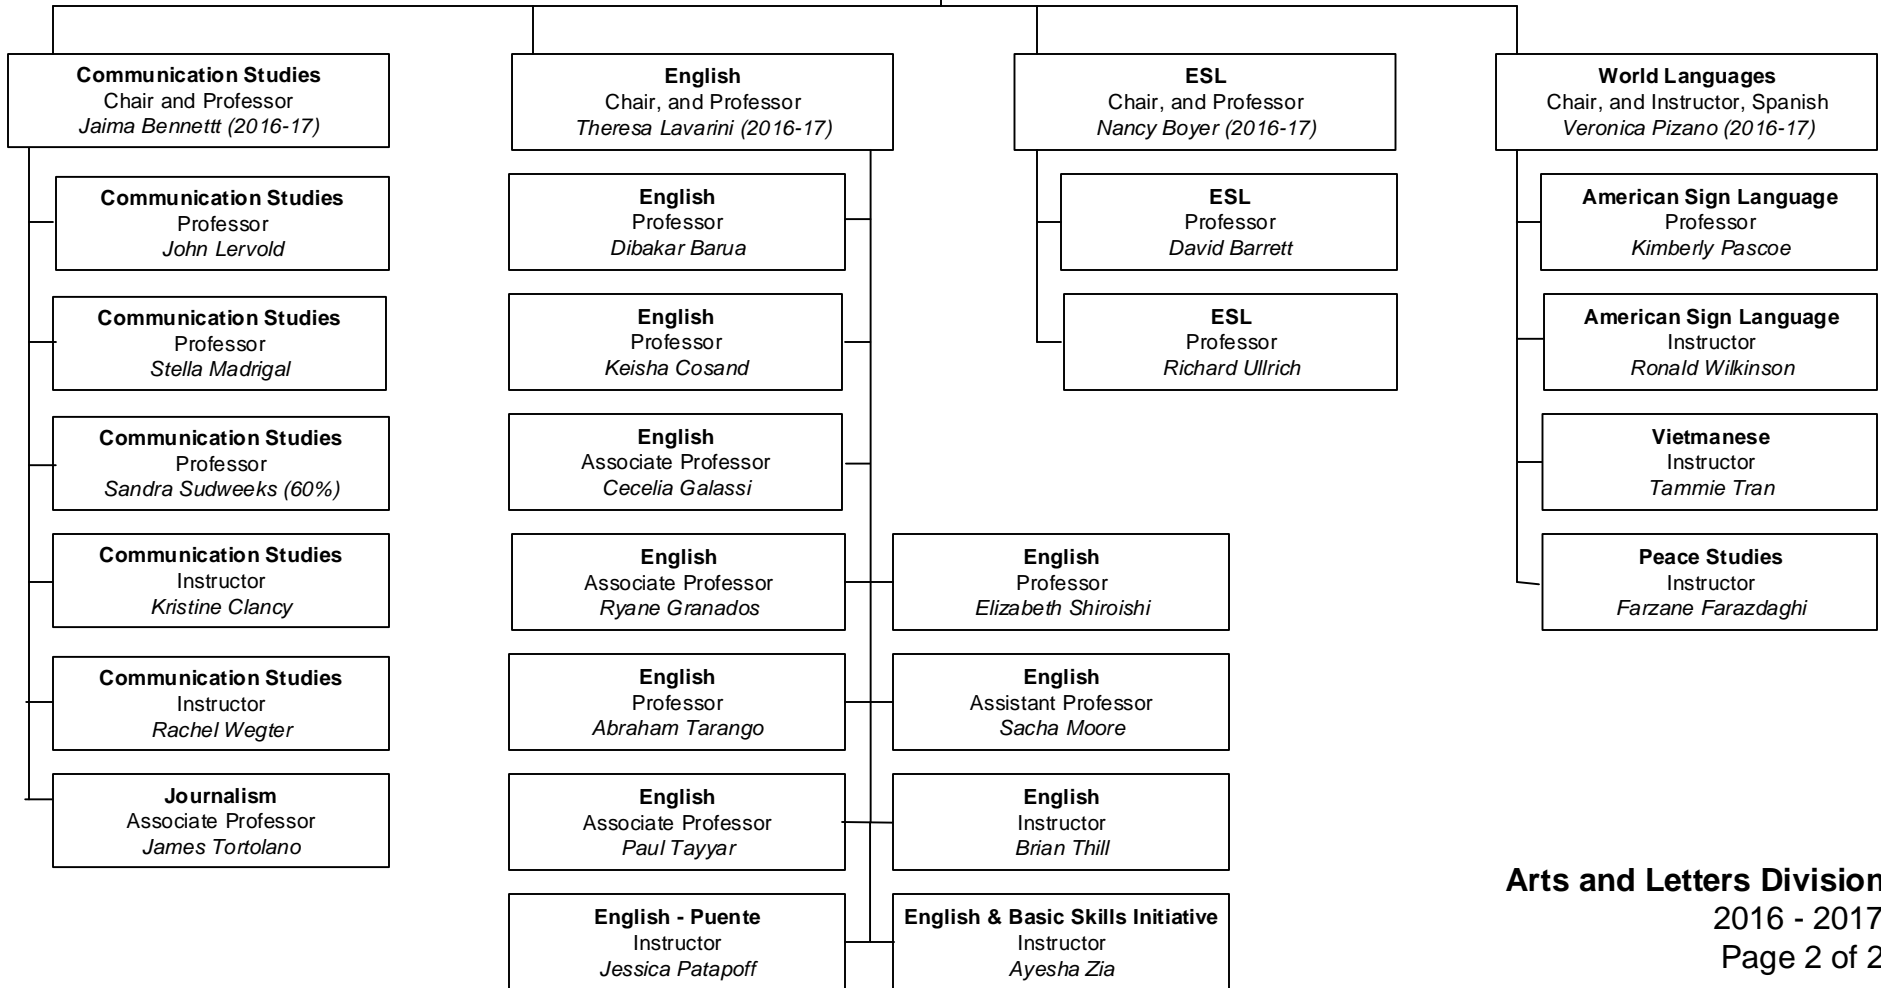 Communication Studies
Chair and Professor
Jaima Bennettt (2016-17)
Communication Studies
Professor
John Lervold
Communication Studies
Professor
Stella Madrigal
Communication Studies
Professor
Sandra Sudweeks (60%)
Communication Studies
Instructor
Kristine Clancy
Communication Studies
Instructor
Rachel Wegter
Journalism
Associate Professor
James Tortolano
English
Chair, and Professor
Theresa Lavarini (2016-17)
English
Professor
Dibakar Barua
English
Professor
Keisha Cosand
English
Associate Professor
Cecelia Galassi
English
Associate Professor
Ryane Granados
English
Professor
Abraham Tarango
English
Associate Professor
Paul Tayyar
English - Puente
Instructor
Jessica Patapoff
English
Professor
Elizabeth Shiroishi
English
Assistant Professor
Sacha Moore
English
Instructor
Brian Thill
English & Basic Skills Initiative
Instructor
Ayesha Zia
ESL
Chair, and Professor
Nancy Boyer (2016-17)
ESL
Professor
David Barrett
ESL
Professor
Richard Ullrich
World Languages
Chair, and Instructor, Spanish
Veronica Pizano (2016-17)
American Sign Language
Professor
Kimberly Pascoe
American Sign Language
Instructor
Ronald Wilkinson
Vietmanese
Instructor
Tammie Tran
Peace Studies
Instructor
Farzane Farazdaghi
Arts and Letters Division
2016 - 2017
Page 2 of 2